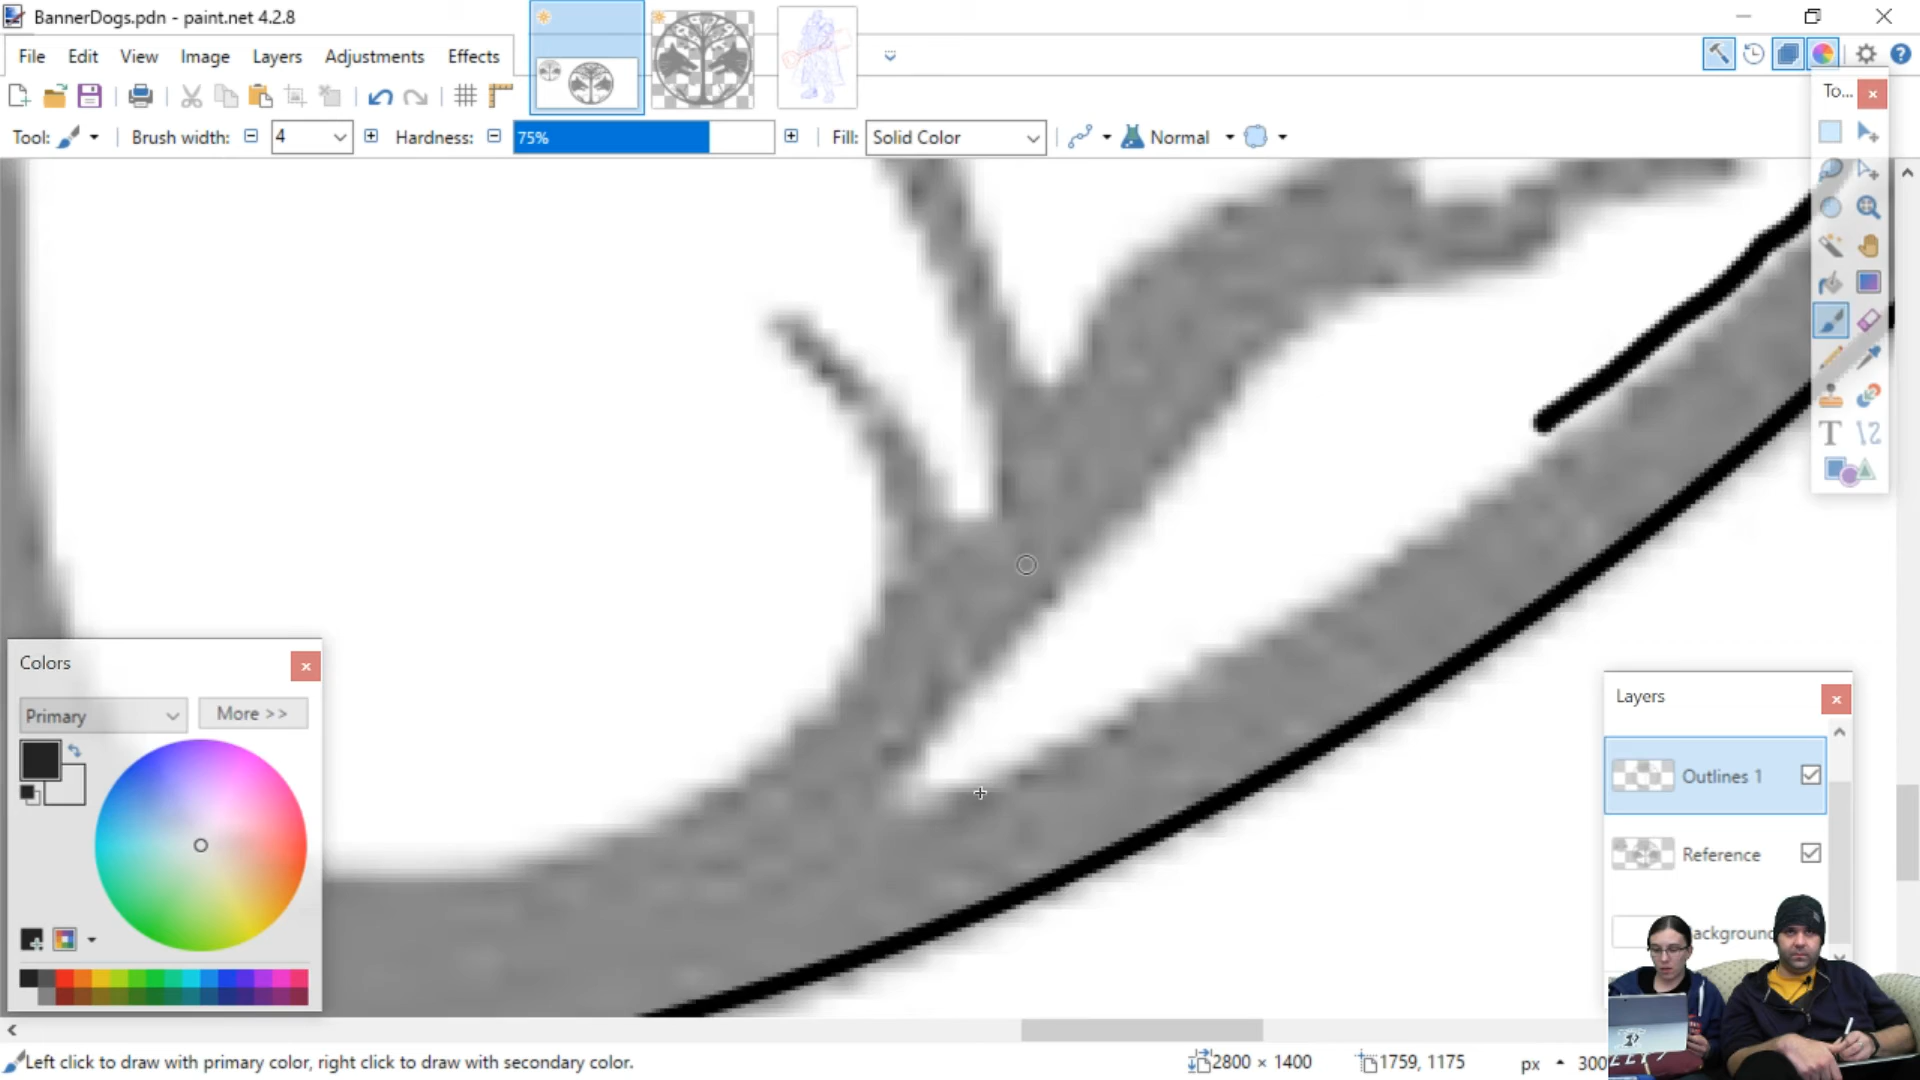 BannerDogs.pdn - paint.net 4.2.8
File Edit View Image Layers Adjustments Effects
Tool: Brush width: 4 Hardness: 75% Fill: Solid Color Normal
To...
Colors
Primary More >>
Layers
Outlines 1
Reference
ackground
Left click to draw with primary color, right click to draw with secondary color.
2800 × 1400 1759, 1175 px 300